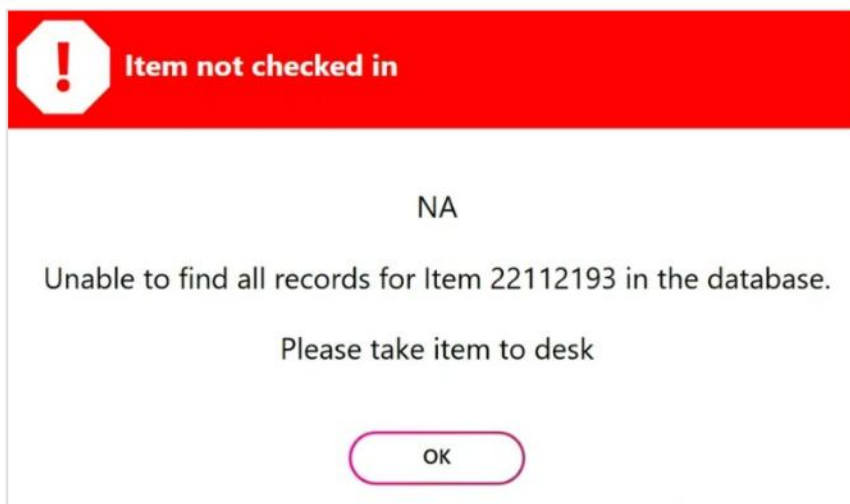 Item not checked in
NA
Unable to find all records for Item 22112193 in the database.
Please take item to desk
OK